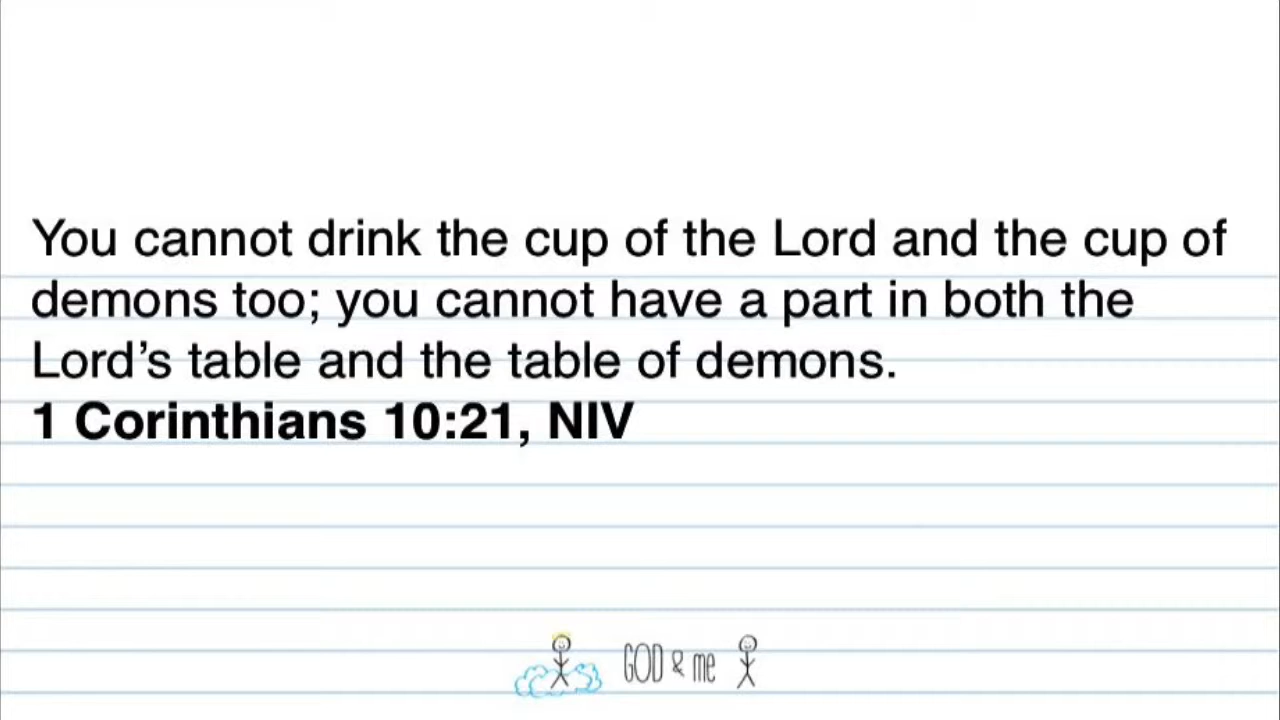 You cannot drink the cup of the Lord and the cup of
demons too; you cannot have a part in both the
Lord’s table and the table of demons.
1 Corinthians 10:21, NIV
GOD & me